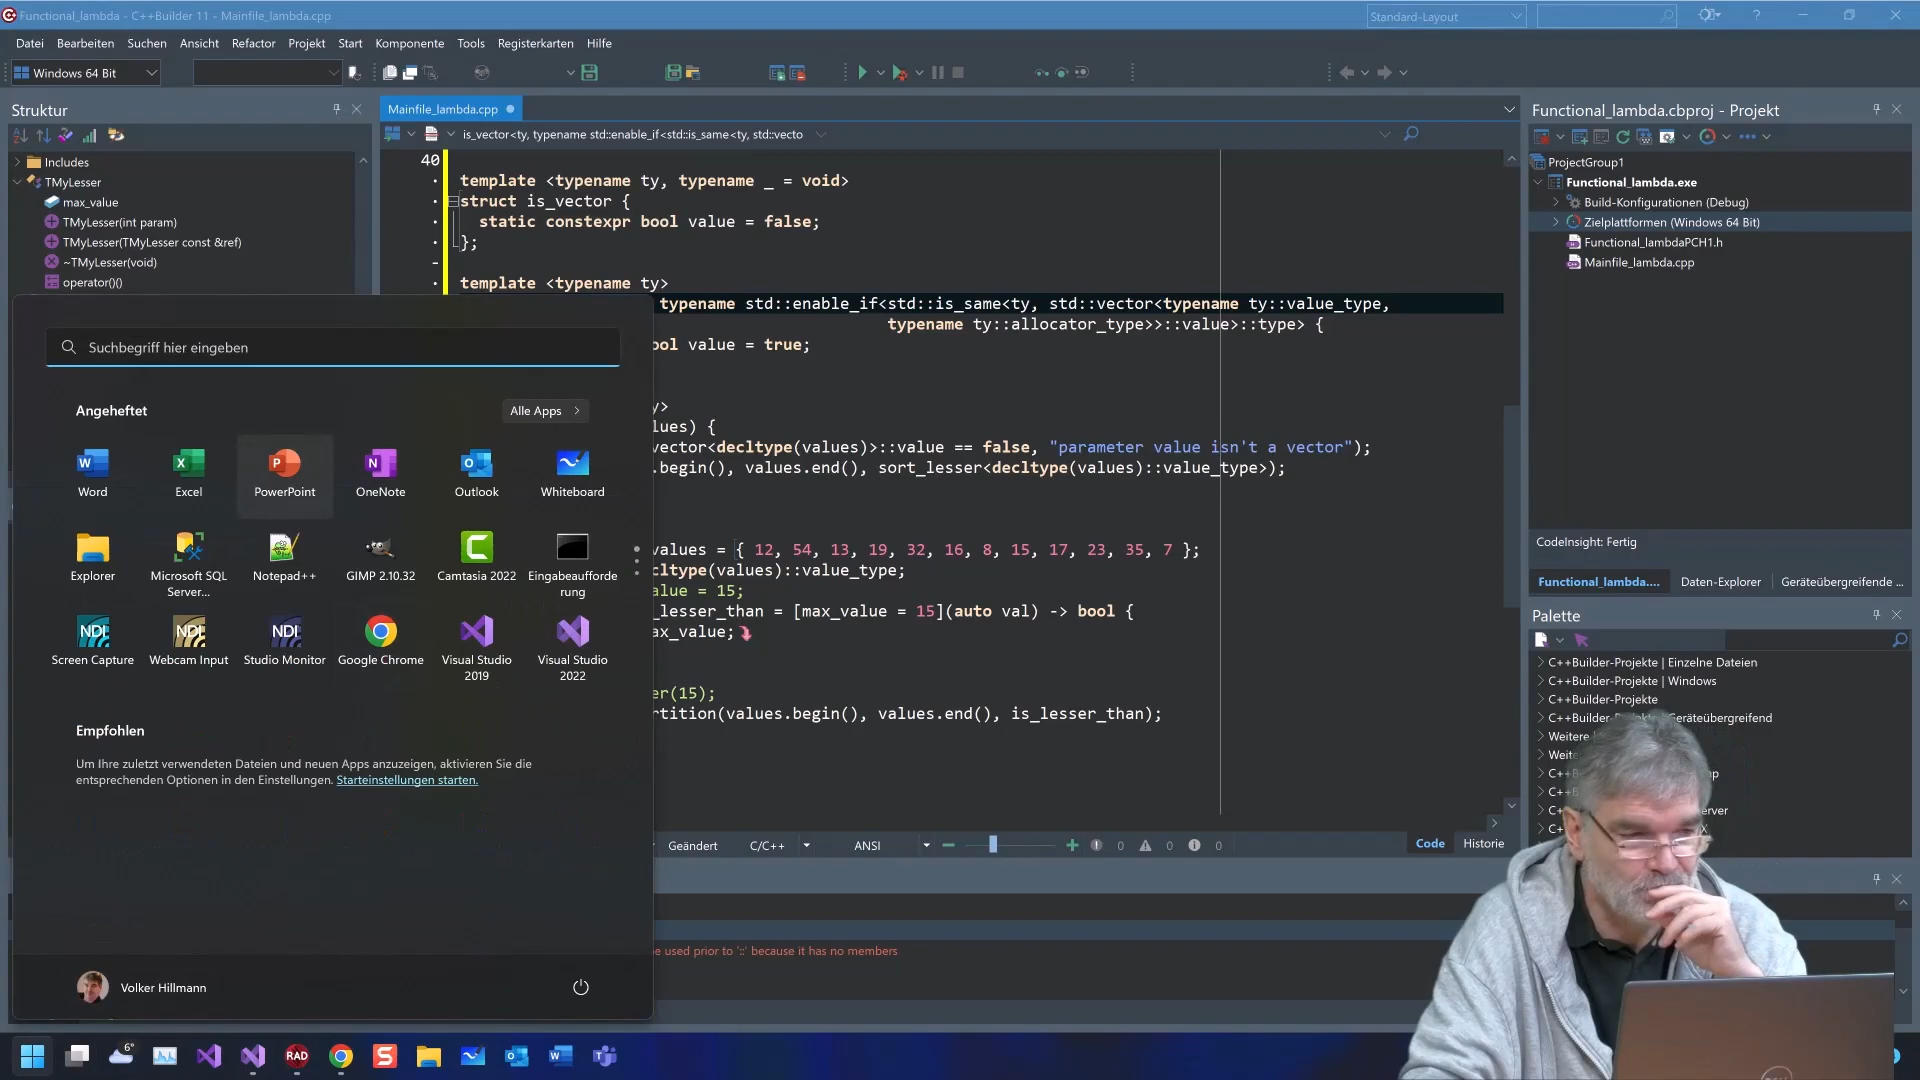 Functional_lambda - C++Builder 11 - Mainfile_lambda.cpp
Standard-Layout
Datei Bearbeiten Suchen Ansicht Refactor Projekt Start Komponente Tools Registerkarten Hilfe
Windows 64 Bit
Struktur
Includes
TMyLesser
max_value
TMyLesser(int param)
TMyLesser(TMyLesser const &ref)
~TMyLesser(void)
operator()()
Mainfile_lambda.cpp
is_vector<ty, typename std::enable_if<std::is_same<ty, std::vecto
40
template <typename ty, typename _ = void>
struct is_vector {
static constexpr bool value = false;
};
template <typename ty>
typename std::enable_if<std::is_same<ty, std::vector<typename ty::value_type,
typename ty::allocator_type>>::value>::type> {
ool value = true;
y>
lues) {
vector<decltype(values)>::value == false, "parameter value isn't a vector");
.begin(), values.end(), sort_lesser<decltype(values)::value_type>);
values = { 12, 54, 13, 19, 32, 16, 8, 15, 17, 23, 35, 7 };
cltype(values)::value_type;
alue = 15;
_lesser_than = [max_value = 15](auto val) -> bool {
ax_value;
er(15);
rtition(values.begin(), values.end(), is_lesser_than);
Geändert C/C++ ANSI 0 0 0
Code Historie
e used prior to '::' because it has no members
Suchbegriff hier eingeben
Angeheftet
Alle Apps
Word Excel PowerPoint OneNote Outlook Whiteboard
Explorer Microsoft SQL Server... Notepad++ GIMP 2.10.32 Camtasia 2022 Eingabeaufforde rung
NDI NDI NDI
Screen Capture Webcam Input Studio Monitor Google Chrome Visual Studio 2019 Visual Studio 2022
Empfohlen
Um Ihre zuletzt verwendeten Dateien und neuen Apps anzuzeigen, aktivieren Sie die
entsprechenden Optionen in den Einstellungen. Starteinstellungen starten.
Volker Hillmann
Functional_lambda.cbproj - Projekt
ProjectGroup1
Functional_lambda.exe
Build-Konfigurationen (Debug)
Zielplattformen (Windows 64 Bit)
Functional_lambdaPCH1.h
Mainfile_lambda.cpp
CodeInsight: Fertig
Functional_lambda.... Daten-Explorer Geräteübergreifende ...
Palette
C++Builder-Projekte | Einzelne Dateien
C++Builder-Projekte | Windows
C++Builder-Projekte
C++Builder- Geräteübergreifend
Weitere
Weite
6°
RAD